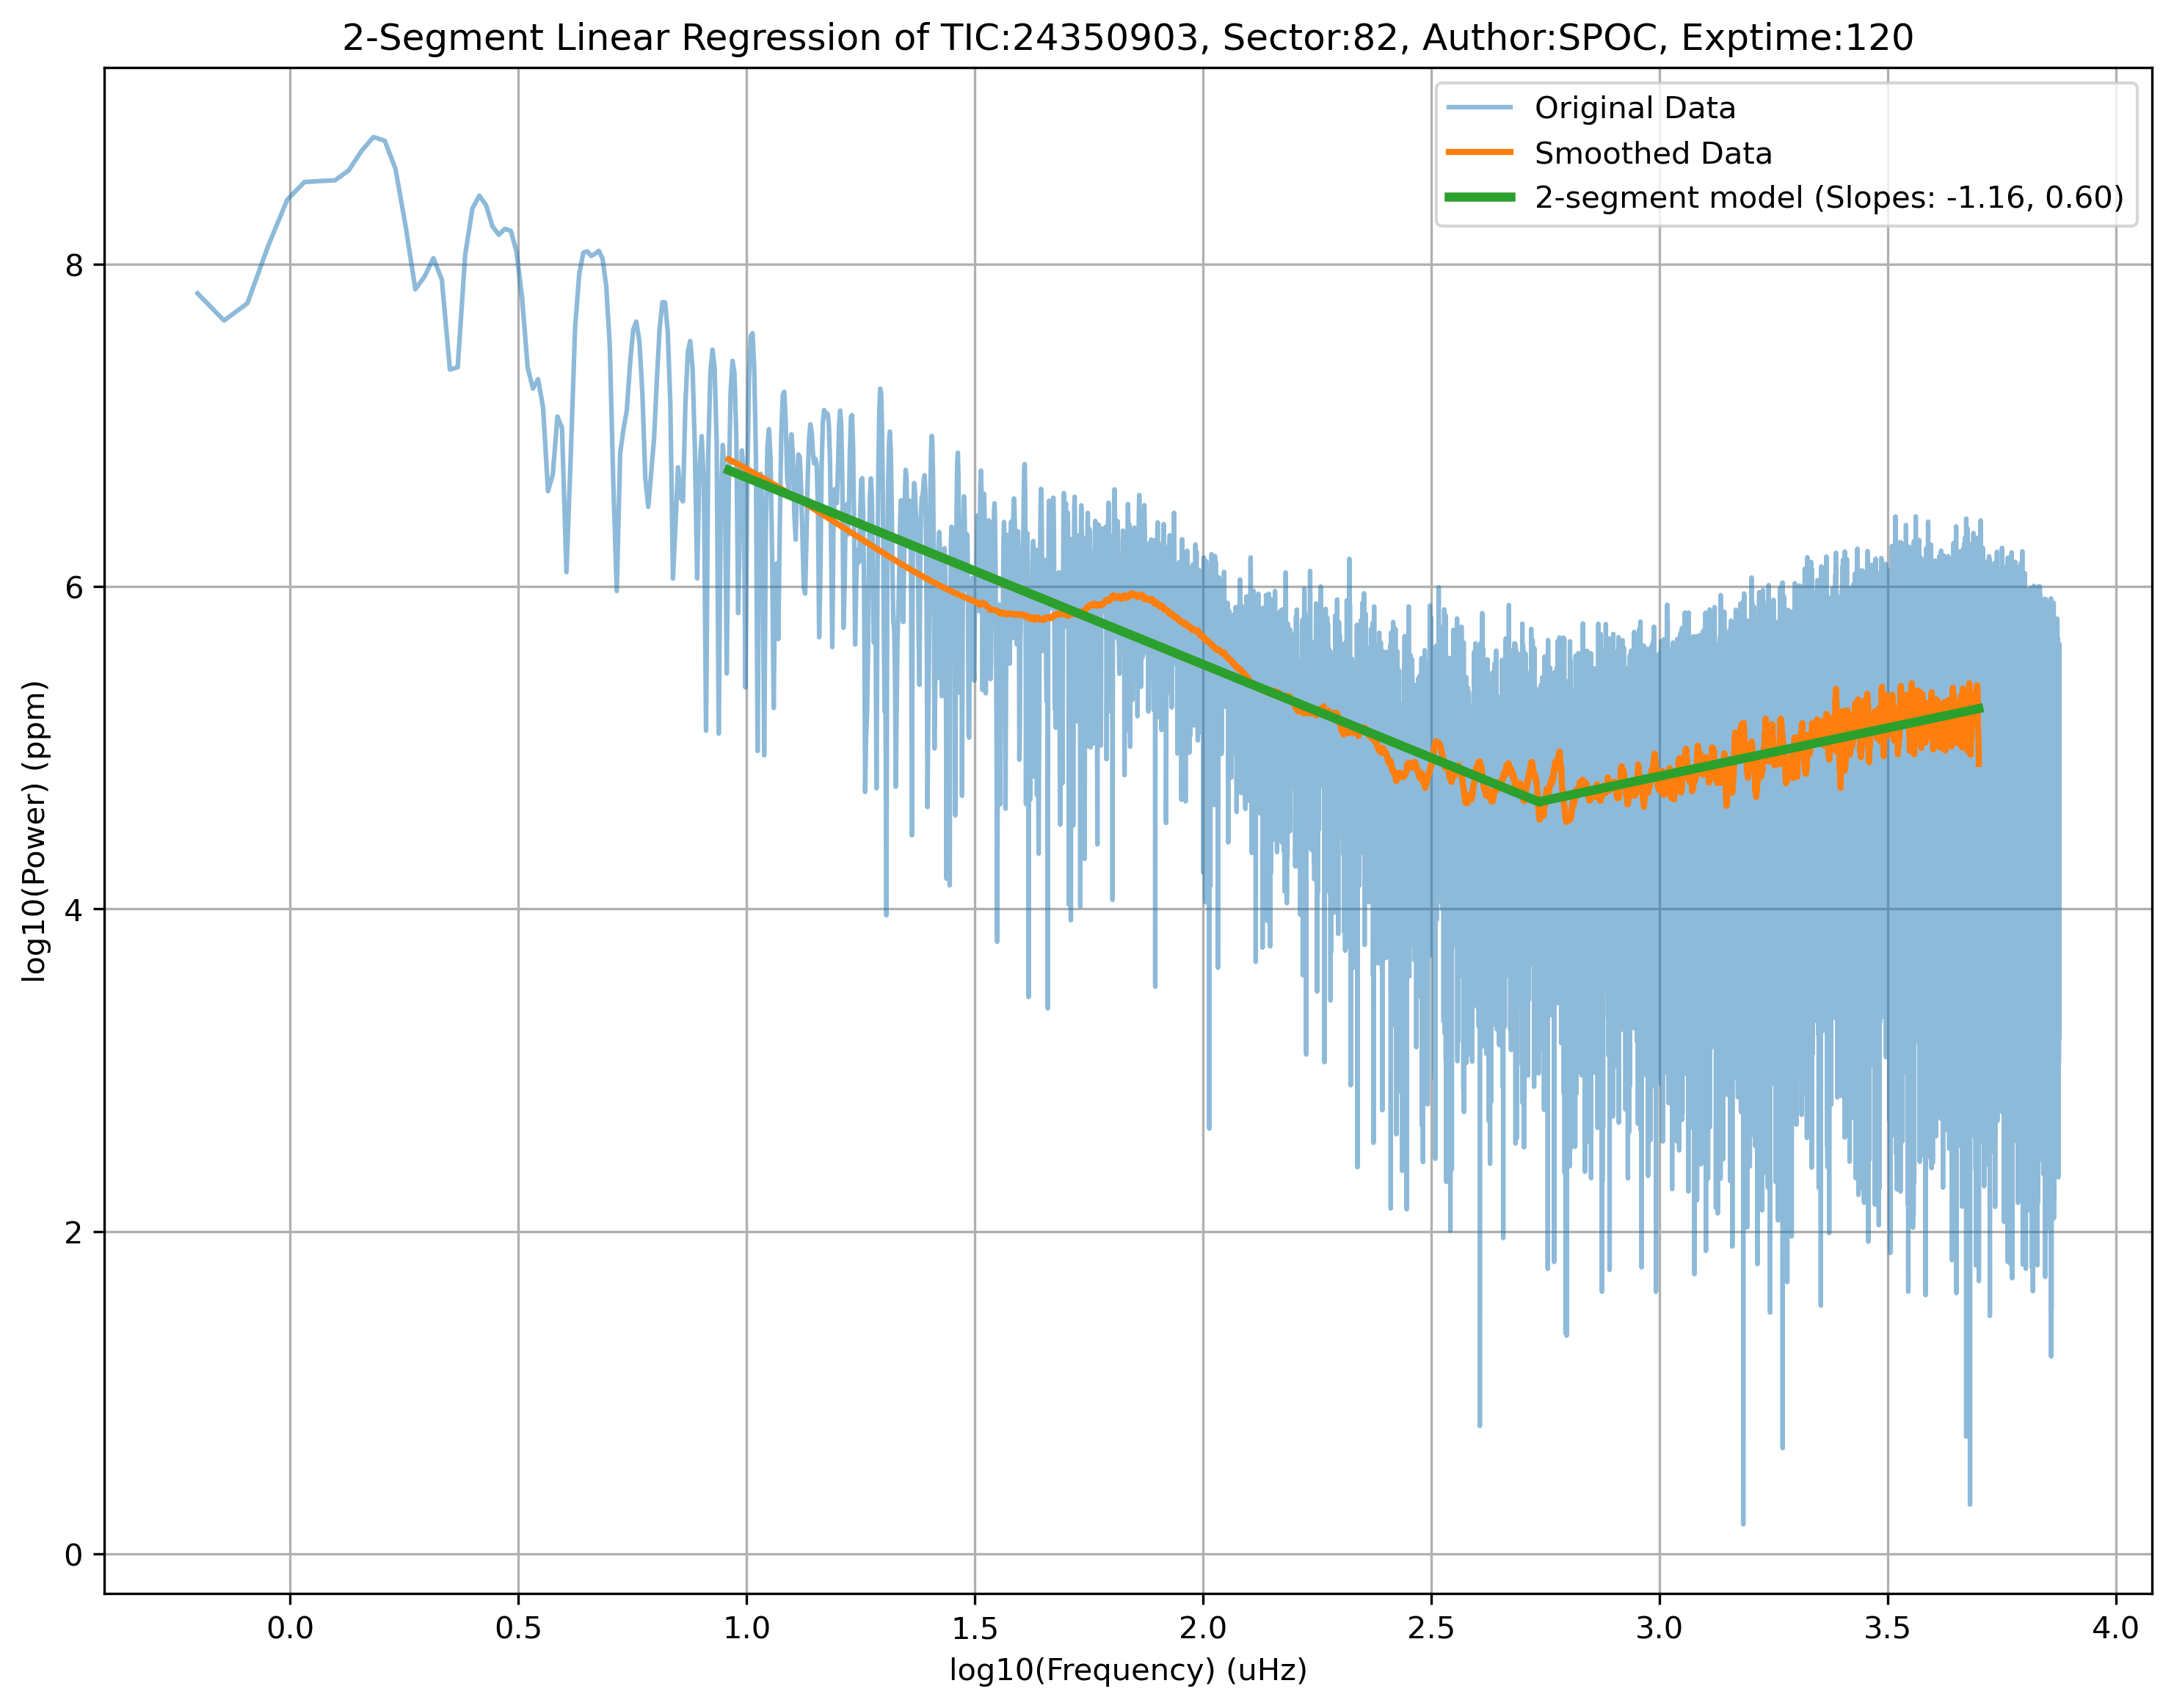 2-Segment Linear Regression of TIC:24350903, Sector:82, Author:SPOC, Exptime:120
Original Data
Smoothed Data
2-segment model (Slopes: -1.16, 0.60)
log10(Power) (ppm)
8
6
4
2
0
0.0 0.5 1.0 1.5 2.0 2.5 3.0 3.5 4.0
log10(Frequency) (uHz)